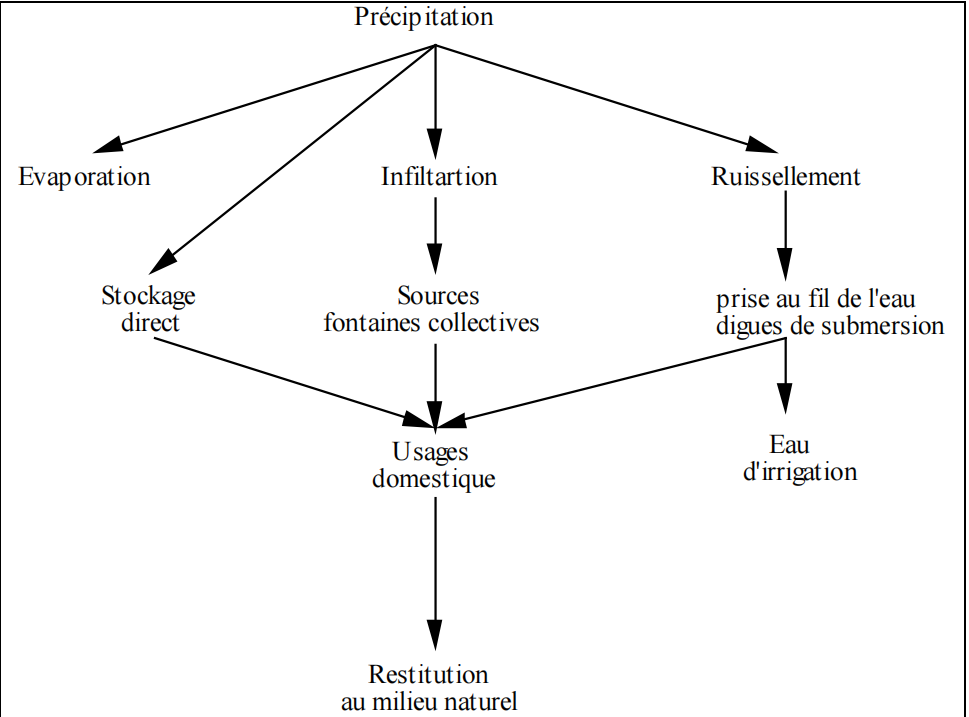 Précipitation
Evaporation
Infiltartion
Ruissellement
Stockage
direct
Sources
fontaines collectives
prise au fil de l'eau
digues de submersion
Usages
domestique
Eau
d'irrigation
Restitution
au milieu naturel